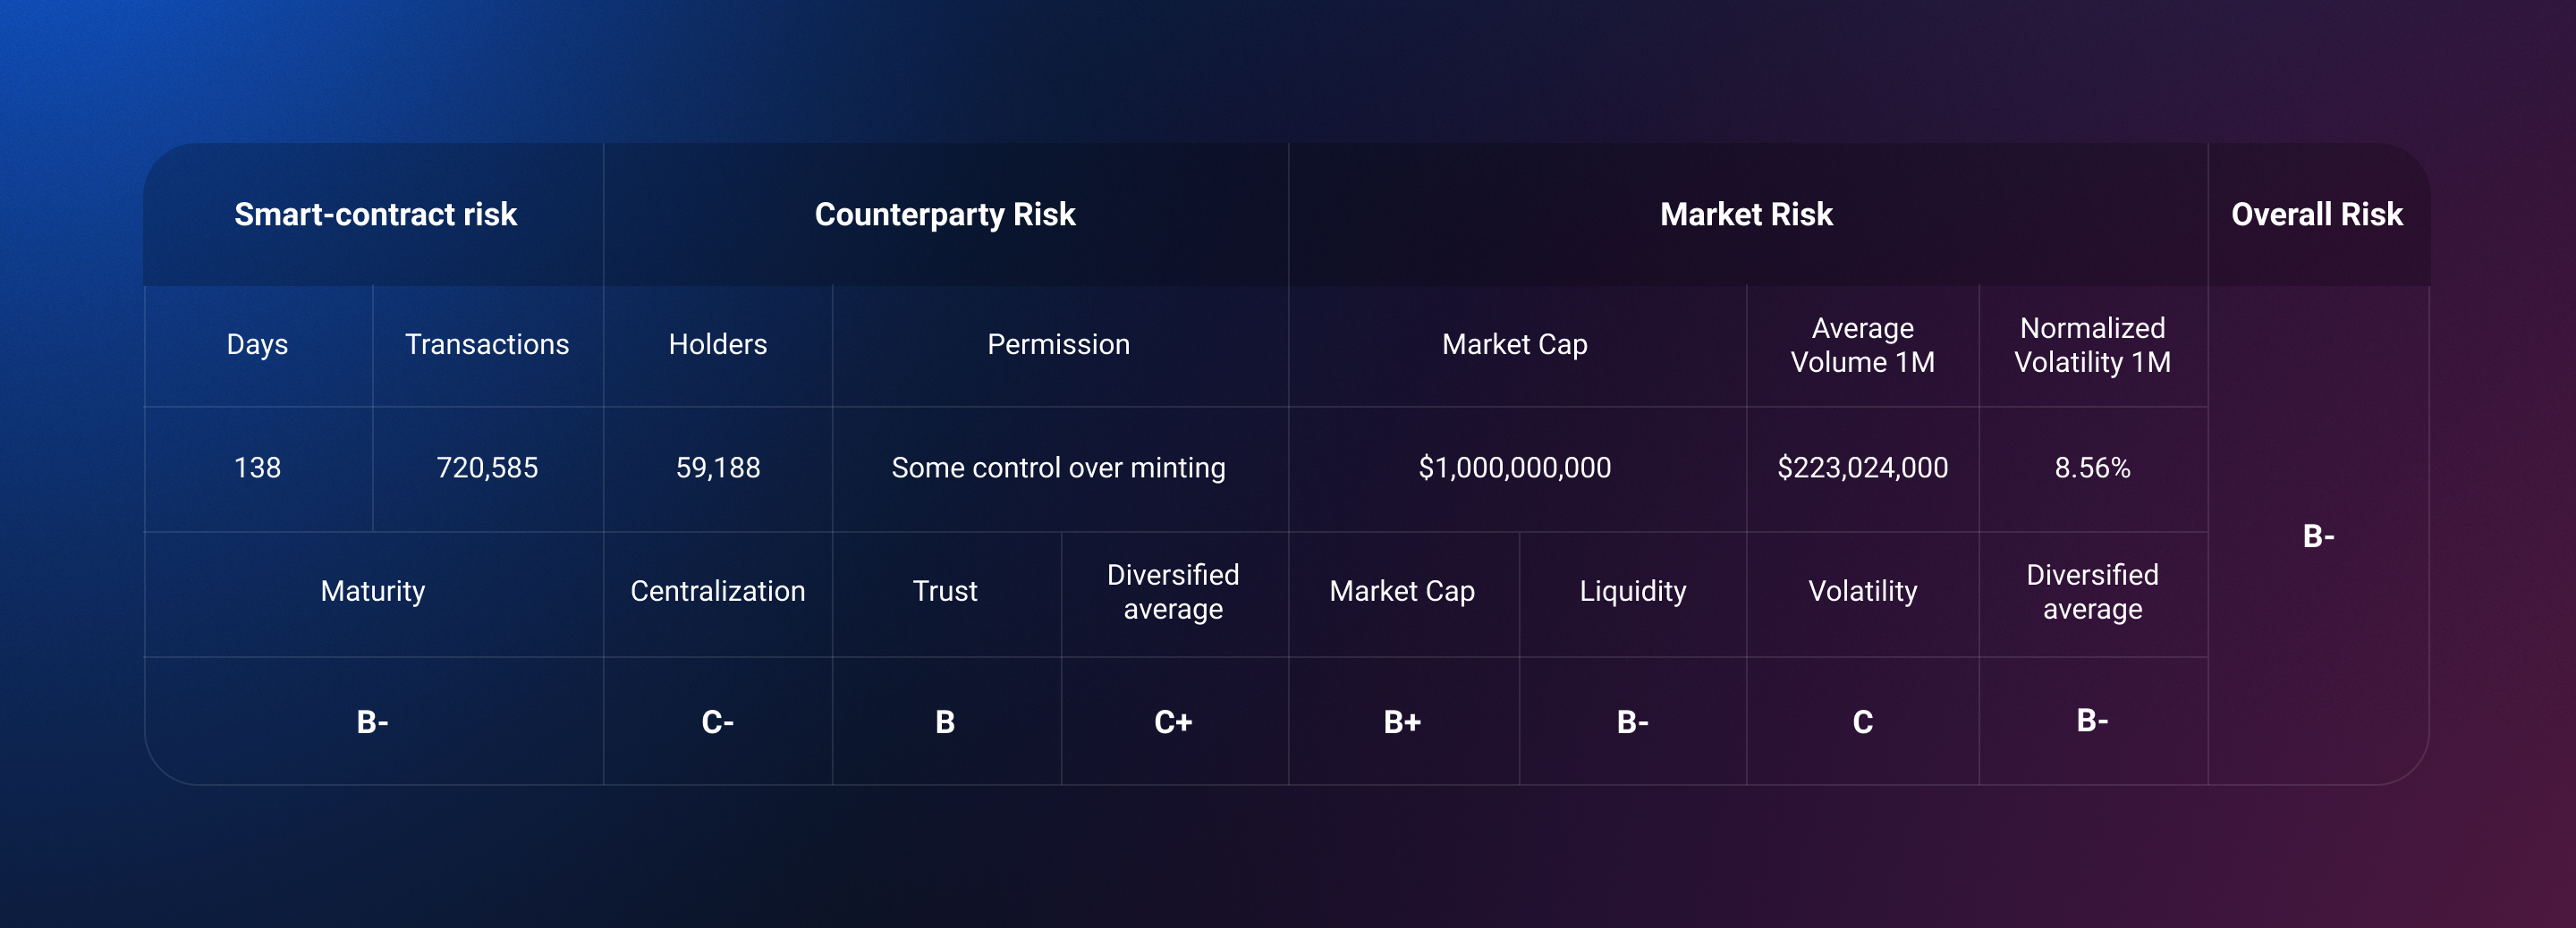 Smart-contract risk
Counterparty Risk
Market Risk
Overall Risk
Days
Transactions
Holders
Permission
Market Cap
Average
Volume 1M
Normalized
Volatility 1M
138
720,585
59,188
Some control over minting
$1,000,000,000
$223,024,000
8.56%
B-
Maturity
Centralization
Trust
Diversified
average
Market Cap
Liquidity
Volatility
Diversified
average
B-
C-
B
C+
B+
B-
C
B-